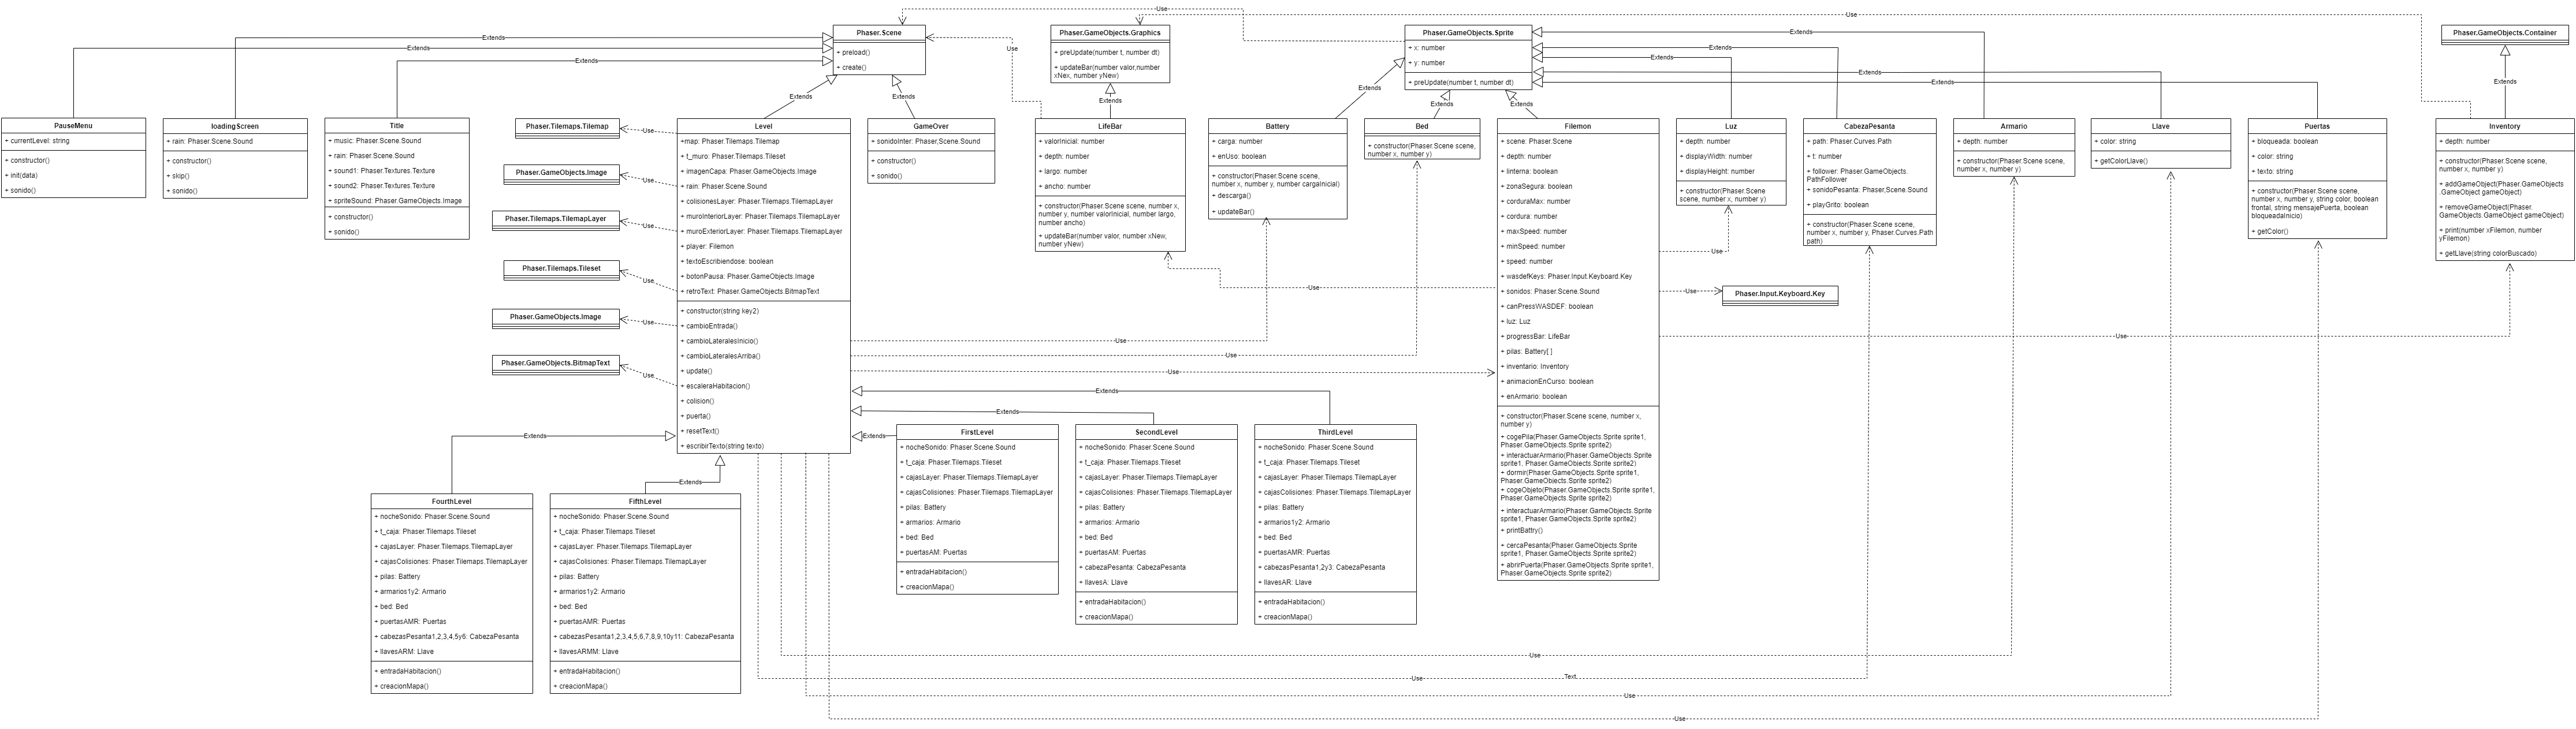 Use
Use
Phaser.Scene
+ preload()
+ create()
Phaser.GameObjects.Graphics
+ preUpdate(number t, number dt)
+ updateBar(number valor,number
xNex, number yNew)
Phaser.GameObjects.Sprite
+ x: number
+ y: number
+ preUpdate(number t, number dt)
Phaser.GameObjects.Container
Extends
Extends
Extends
Extends
Extends
Use
Extends
Extends
Extends
Extends
Extends
Extends
Extends
Extends
Extends
Extends
PauseMenu
+ currentLevel: string
+ constructor()
+ init(data)
+ sonido()
loadingScreen
+ rain: Phaser.Scene.Sound
+ constructor()
+ skip()
+ sonido()
Title
+ music: Phaser.Scene.Sound
+ rain: Phaser.Scene.Sound
+ sound1: Phaser.Textures.Texture
+ sound2: Phaser.Textures.Texture
+ spriteSound: Phaser.GameObjects.Image
+ constructor()
+ sonido()
Phaser.Tilemaps.Tilemap
Use
Phaser.GameObjects.Image
Use
Phaser.Tilemaps.TilemapLayer
Use
Phaser.Tilemaps.Tileset
Use
Phaser.GameObjects.Image
Use
Phaser.GameObjects.BitmapText
Use
Level
+map: Phaser.Tilemaps.Tilemap
+ t_muro: Phaser.Tilemaps.Tileset
+ imagenCapa: Phaser.GameObjects.Image
+ rain: Phaser.Scene.Sound
+ colisionesLayer: Phaser.Tilemaps.TilemapLayer
+ muroInteriorLayer: Phaser.Tilemaps.TilemapLayer
+ muroExteriorLayer: Phaser.Tilemaps.TilemapLayer
+ player: Filemon
+ textoEscribiendose: boolean
+ botonPausa: Phaser.GameObjects.Image
+ retroText: Phaser.GameObjects.BitmapText
+ constructor(string key2)
+ cambioEntrada()
+ cambioLateralesInicio()
+ cambioLateralesArriba()
+ update()
+ escaleraHabitacion()
+ colision()
+ puerta()
+ resetText()
+ escribirTexto(string texto)
GameOver
+ sonidoInter: Phaser,Scene.Sound
+ constructor()
+ sonido()
LifeBar
+ valorInicial: number
+ depth: number
+ largo: number
+ ancho: number
+ constructor(Phaser.Scene scene, number x,
number y, number valorInicial, number largo,
number ancho)
+ updateBar(number valor, number xNew,
number yNew)
Battery
+ carga: number
+ enUso: boolean
+ constructor(Phaser.Scene scene,
number x, number y, number cargaInicial)
+ descarga()
+ updateBar()
Bed
+ constructor(Phaser.Scene scene,
number x, number y)
Filemon
+ scene: Phaser.Scene
+ depth: number
+ linterna: boolean
+ zonaSegura: boolean
+ corduraMax: number
+ cordura: number
+ maxSpeed: number
+ minSpeed: number
+ speed: number
+ wasdefKeys: Phaser.Input.Keyboard.Key
+ sonidos: Phaser.Scene.Sound
+ canPressWASDEF: boolean
+ luz: Luz
+ progressBar: LifeBar
+ pilas: Battery[ ]
+ inventario: Inventory
+ animacionEnCurso: boolean
+ enArmario: boolean
+ constructor(Phaser.Scene scene, number x,
number y)
+ cogePila(Phaser.GameObjects.Sprite sprite1,
Phaser.GameObjects.Sprite sprite2)
+ interactuarArmario(Phaser.GameObjects.Sprite
sprite1, Phaser.GameObjects.Sprite sprite2)
+ dormir(Phaser.GameObjects.Sprite sprite1,
Phaser.GameObjects.Sprite sprite2)
+ cogeObjeto(Phaser.GameObjects.Sprite sprite1,
Phaser.GameObjects.Sprite sprite2)
+ interactuarArmario(Phaser.GameObjects.Sprite
sprite1, Phaser.GameObjects.Sprite sprite2)
+ printBattry()
+ cercaPesanta(Phaser.GameObjects.Sprite
sprite1, Phaser.GameObjects.Sprite sprite2)
+ abrirPuerta(Phaser.GameObjects.Sprite sprite1,
Phaser.GameObjects.Sprite sprite2)
Luz
+ depth: number
+ displayWidth: number
+ displayHeight: number
+ constructor(Phaser.Scene
scene, number x, number y)
Use
Use
Phaser.Input.Keyboard.Key
CabezaPesanta
+ path: Phaser.Curves.Path
+ t: number
+ follower: Phaser.GameObjects.
PathFollower
+ sonidoPesanta: Phaser,Scene.Sound
+ playGrito: boolean
+ constructor(Phaser.Scene scene,
number x, number y, Phaser.Curves.Path
path)
Armario
+ depth: number
+ constructor(Phaser.Scene scene,
number x, number y)
Llave
+ color: string
+ getColorLlave()
Puertas
+ bloqueada: boolean
+ color: string
+ texto: string
+ constructor(Phaser.Scene scene,
number x, number y, string color, boolean
frontal, string mensajePuerta, boolean
bloqueadaInicio)
+ getColor()
Inventory
+ depth: number
+ constructor(Phaser.Scene scene,
number x, number y)
+ addGameObject(Phaser.GameObjects
.GameObject gameObject)
+ removeGameObject(Phaser.
GameObjects.GameObject gameObject)
+ print(number xFilemon, number
yFilemon)
+ getLlave(string colorBuscado)
Use
Use
Use
Use
Use
Extends
Extends
Extends
Extends
Extends
FirstLevel
+ nocheSonido: Phaser.Scene.Sound
+ t_caja: Phaser.Tilemaps.Tileset
+ cajasLayer: Phaser.Tilemaps.TilemapLayer
+ cajasColisiones: Phaser.Tilemaps.TilemapLayer
+ pilas: Battery
+ armarios: Armario
+ bed: Bed
+ puertasAM: Puertas
+ entradaHabitacion()
+ creacionMapa()
SecondLevel
+ nocheSonido: Phaser.Scene.Sound
+ t_caja: Phaser.Tilemaps.Tileset
+ cajasLayer: Phaser.Tilemaps.TilemapLayer
+ cajasColisiones: Phaser.Tilemaps.TilemapLayer
+ pilas: Battery
+ armarios: Armario
+ bed: Bed
+ puertasAM: Puertas
+ cabezaPesanta: CabezaPesanta
+ llavesA: Llave
+ entradaHabitacion()
+ creacionMapa()
ThirdLevel
+ nocheSonido: Phaser.Scene.Sound
+ t_caja: Phaser.Tilemaps.Tileset
+ cajasLayer: Phaser.Tilemaps.TilemapLayer
+ cajasColisiones: Phaser.Tilemaps.TilemapLayer
+ pilas: Battery
+ armarios1y2: Armario
+ bed: Bed
+ puertasAMR: Puertas
+ cabezasPesanta1,2y3: CabezaPesanta
+ llavesAR: Llave
+ entradaHabitacion()
+ creacionMapa()
FourthLevel
+ nocheSonido: Phaser.Scene.Sound
+ t_caja: Phaser.Tilemaps.Tileset
+ cajasLayer: Phaser.Tilemaps.TilemapLayer
+ cajasColisiones: Phaser.Tilemaps.TilemapLayer
+ pilas: Battery
+ armarios1y2: Armario
+ bed: Bed
+ puertasAMR: Puertas
+ cabezasPesanta1,2,3,4,5y6: CabezaPesanta
+ llavesARM: Llave
+ entradaHabitacion()
+ creacionMapa()
FifthLevel
+ nocheSonido: Phaser.Scene.Sound
+ t_caja: Phaser.Tilemaps.Tileset
+ cajasLayer: Phaser.Tilemaps.TilemapLayer
+ cajasColisiones: Phaser.Tilemaps.TilemapLayer
+ pilas: Battery
+ armarios1y2: Armario
+ bed: Bed
+ puertasAMR: Puertas
+ cabezasPesanta1,2,3,4,5,6,7,8,9,10y11: CabezaPesanta
+ llavesARMM: Llave
+ entradaHabitacion()
+ creacionMapa()
Use
Use
Text
Use
Use